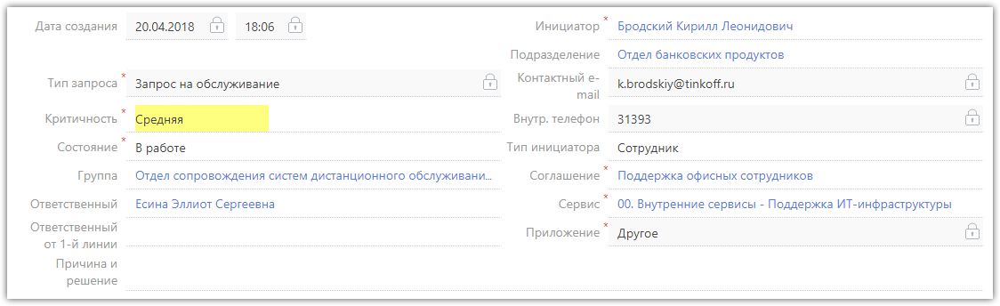 Дата создания 20.04.2018 18:06
Тип запроса * Запрос на обслуживание
Критичность * Средняя
Состояние * В работе
Группа Отдел сопровождения систем дистанционного обслуживани...
Ответственный Есина Эллиот Сергеевна
Ответственный
от 1-й линии
Причина и
решение
Инициатор * Бродский Кирилл Леонидович
Подразделение Отдел банковских продуктов
Контактный e-
mail k.brodskiy@tinkoff.ru
Внутр. телефон 31393
Тип инициатора Сотрудник
Соглашение * Поддержка офисных сотрудников
Сервис * 00. Внутренние сервисы - Поддержка ИТ-инфраструктуры
Приложение * Другое